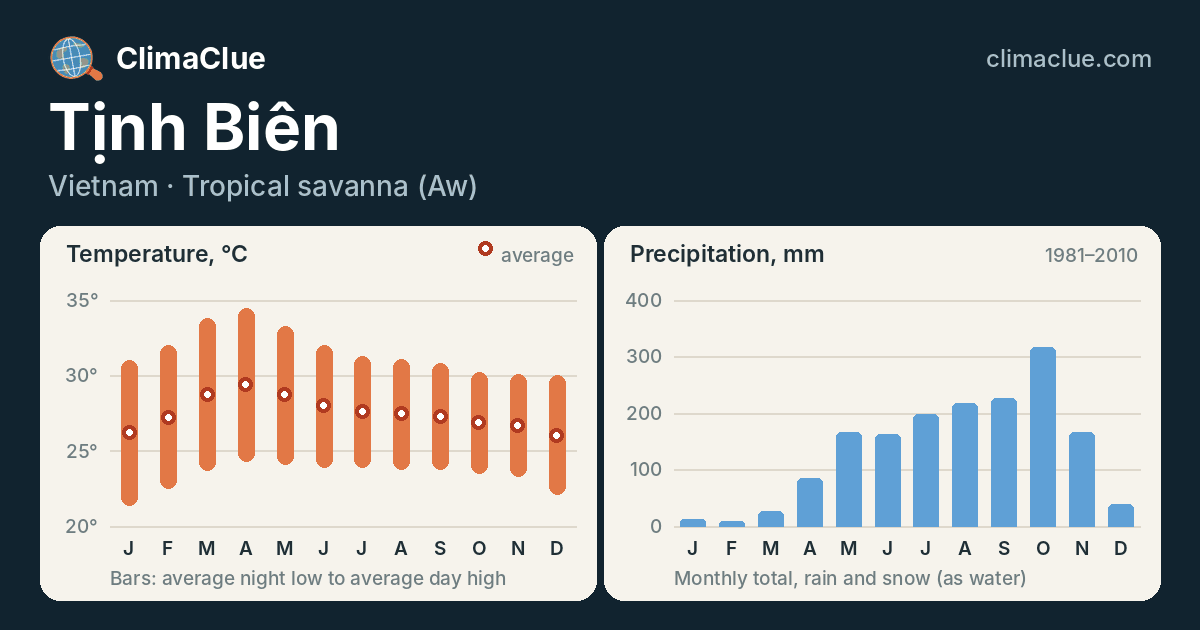 ClimaClue
climaclue.com
Tịnh Biên
Vietnam · Tropical savanna (Aw)
Temperature, °C
average
35°
30°
25°
20°
J F M A M J J A S O N D
Bars: average night low to average day high
Precipitation, mm
1981–2010
400
300
200
100
0
J F M A M J J A S O N D
Monthly total, rain and snow (as water)